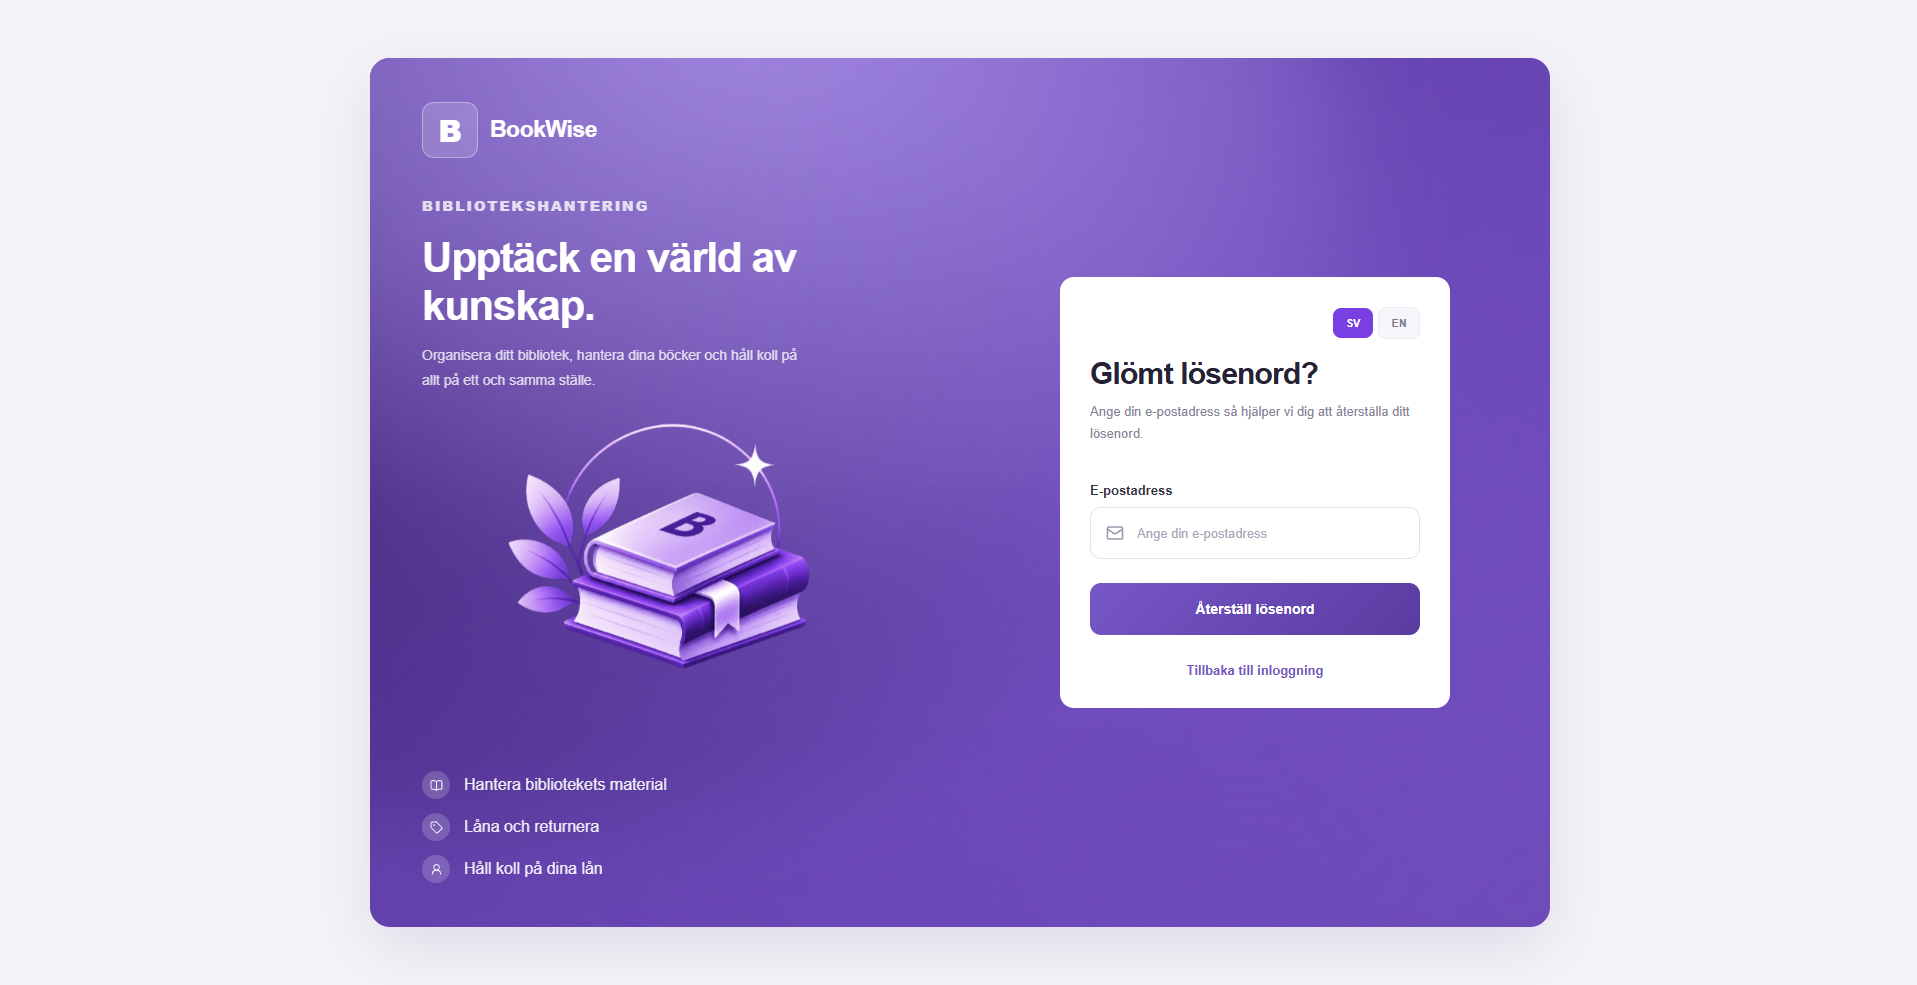 B
BookWise
BIBLIOTEKSHANTERING
Upptäck en värld av
kunskap.
Organisera ditt bibliotek, hantera dina böcker och håll koll på
allt på ett och samma ställe.
B
Hantera bibliotekets material
Låna och returnera
Håll koll på dina lån
SV EN
Glömt lösenord?
Ange din e-postadress så hjälper vi dig att återställa ditt
lösenord.
E-postadress
Ange din e-postadress
Återställ lösenord
Tillbaka till inloggning